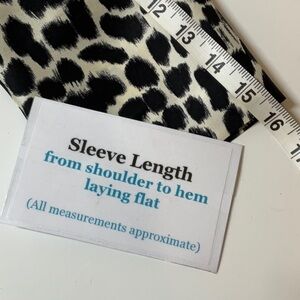 12 13 14 15 16
Sleeve Length
from shoulder to hem
laying flat
(All measurements approximate)